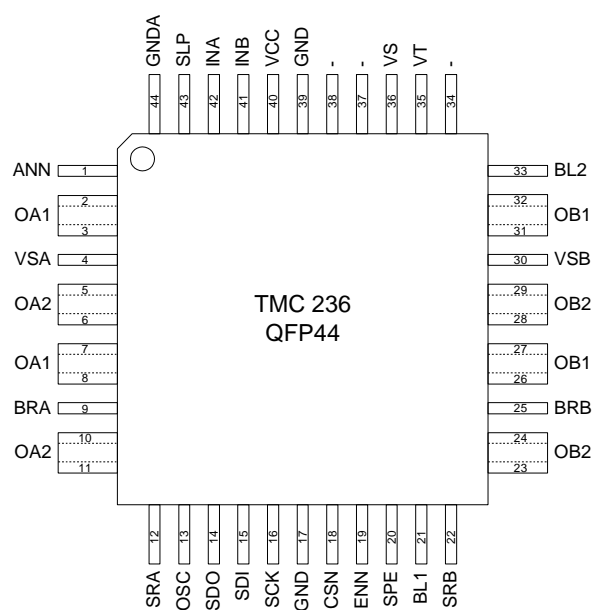 GNDA SLP INA INB VCC GND - - VS VT -
44 43 42 41 40 39 38 37 36 35 34
ANN 1 33 BL2
2 32
OA1 OB1
3 31
VSA 4 30 VSB
5 29
OA2 OB2
6 28
TMC 236
QFP44
7 27
OA1 OB1
8 26
BRA 9 25 BRB
10 24
OA2 OB2
11 23
12 13 14 15 16 17 18 19 20 21 22
SRA OSC SDO SDI SCK GND CSN ENN SPE BL1 SRB